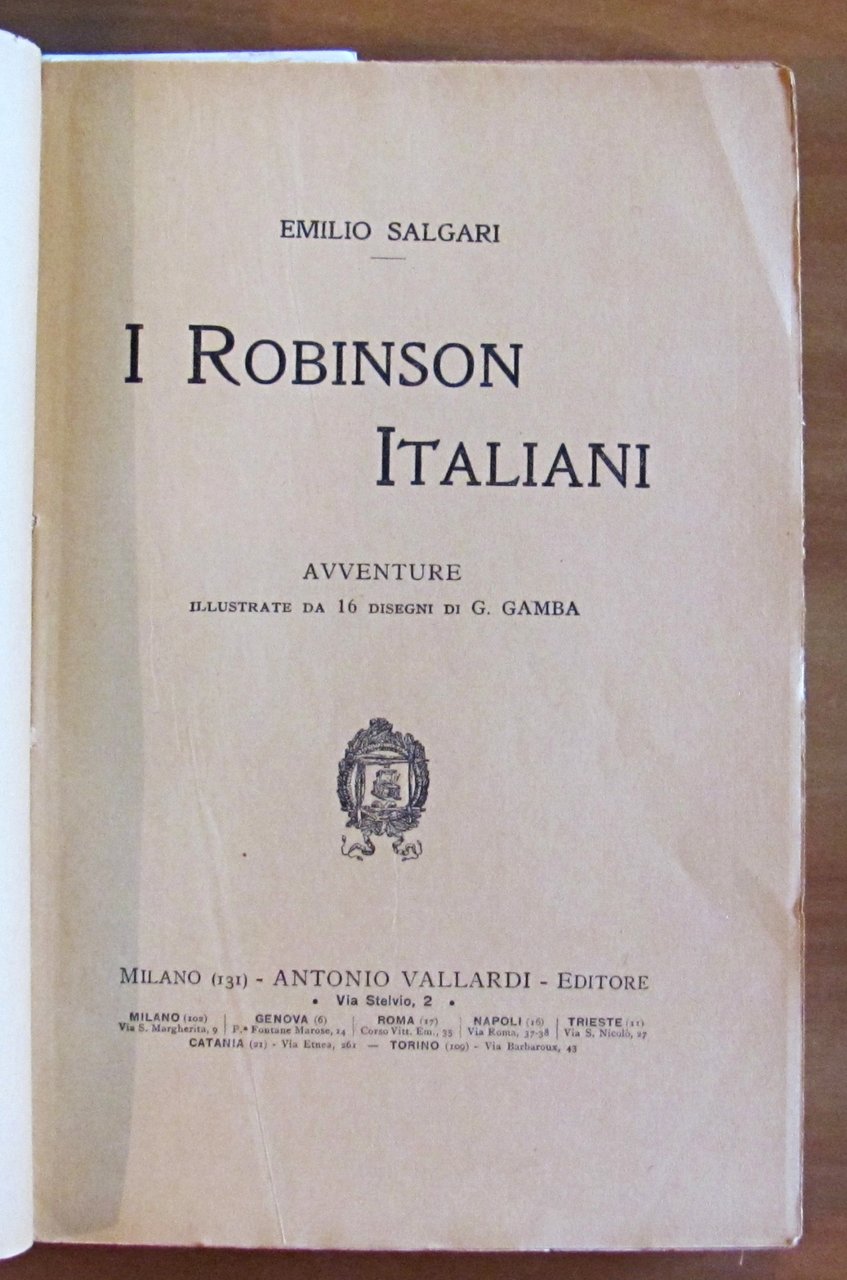 EMILIO SALGARI
I ROBINSON
ITALIANI
AVVENTURE
ILLUSTRATE DA 16 DISEGNI DI G. GAMBA
MILANO (131) - ANTONIO VALLARDI - EDITORE
• Via Stelvio, 2 •
MILANO (102) | GENOVA (6) | ROMA (17) | NAPOLI (16) | TRIESTE (11)
Via S. Margherita, 9 | P.ª Fontane Marose, 14 | Corso Vitt. Em., 35 | Via Roma, 37-38 | Via S. Nicolò, 27
CATANIA (21) - Via Etnea, 261 — TORINO (109) - Via Barbaroux, 43